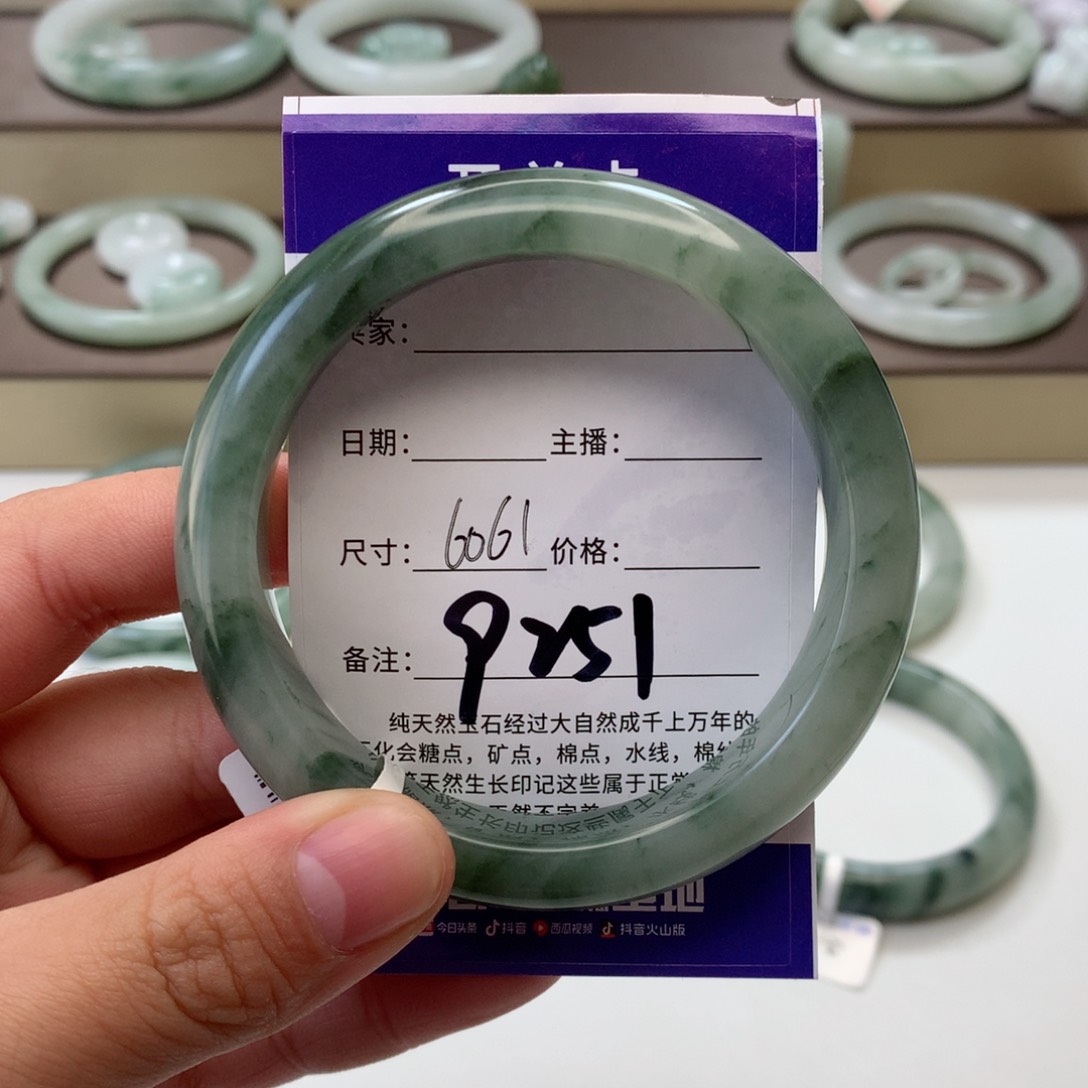 家：
日期： 主播：
尺寸： 6061 价格：
备注： 9251
纯天然玉石经过大自然成千上万年的
化会糖点，矿点，棉点，水线，棉
天然生长印记这些属于正常
今日头条 抖音 西瓜视频 抖音火山版